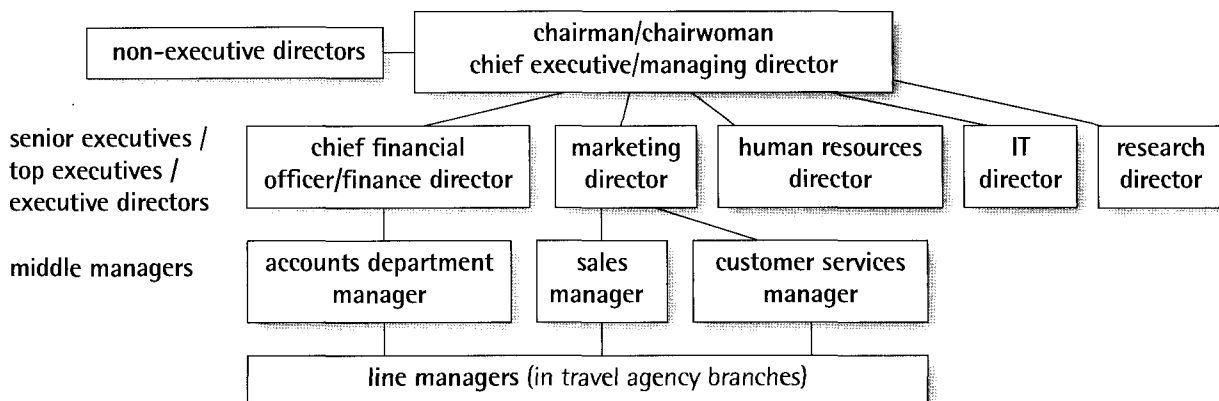 chairman/chairwoman
chief executive/managing director
non-executive directors
senior executives /
top executives /
executive directors
chief financial
officer/finance director
marketing
director
human resources
director
IT
director
research
director
middle managers
accounts department
manager
sales
manager
customer services
manager
line managers (in travel agency branches)